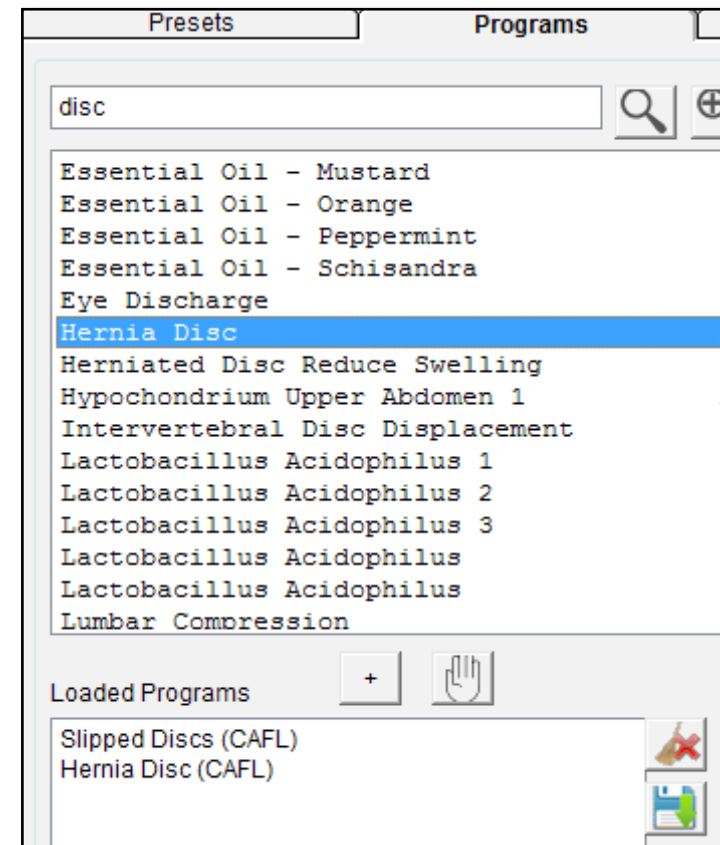 Presets
Programs
disc
Essential Oil - Mustard
Essential Oil - Orange
Essential Oil - Peppermint
Essential Oil - Schisandra
Eye Discharge
Hernia Disc
Herniated Disc Reduce Swelling
Hypochondrium Upper Abdomen 1
Intervertebral Disc Displacement
Lactobacillus Acidophilus 1
Lactobacillus Acidophilus 2
Lactobacillus Acidophilus 3
Lactobacillus Acidophilus
Lactobacillus Acidophilus
Lumbar Compression
+
Loaded Programs
Slipped Discs (CAFL)
Hernia Disc (CAFL)